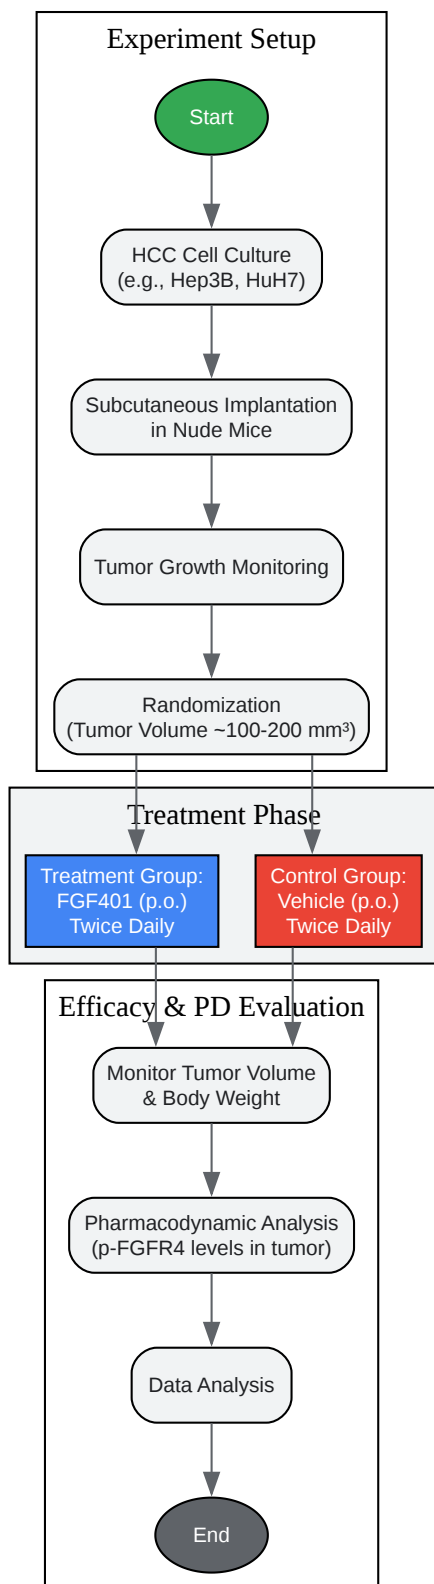 Experiment Setup
Start
HCC Cell Culture
(e.g., Hep3B, HuH7)
Subcutaneous Implantation
in Nude Mice
Tumor Growth Monitoring
Randomization
(Tumor Volume ~100-200 mm³)
Treatment Phase
Treatment Group:
FGF401 (p.o.)
Twice Daily
Control Group:
Vehicle (p.o.)
Twice Daily
Efficacy & PD Evaluation
Monitor Tumor Volume
& Body Weight
Pharmacodynamic Analysis
(p-FGFR4 levels in tumor)
Data Analysis
End